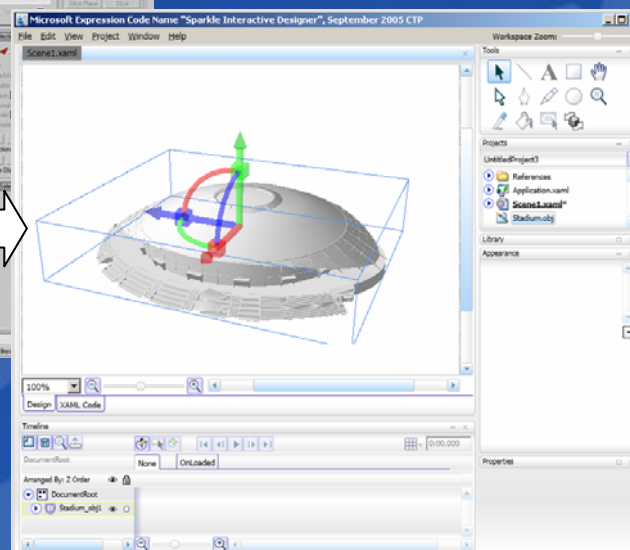 Microsoft Expression Code Name "Sparkle Interactive Designer", September 2005 CTP
File Edit View Project Window Help
Workspace Zoom:
Scene1.xaml
Tools
Projects
UntitledProject3
References
Application.xaml
Scene1.xaml*
Stadium.obj
Library
Appearance
100%
Design XAML Code
Timeline
0:00.000
DocumentRoot
None OnLoaded
Properties
Arranged By: Z Order
DocumentRoot
Stadium_obj1